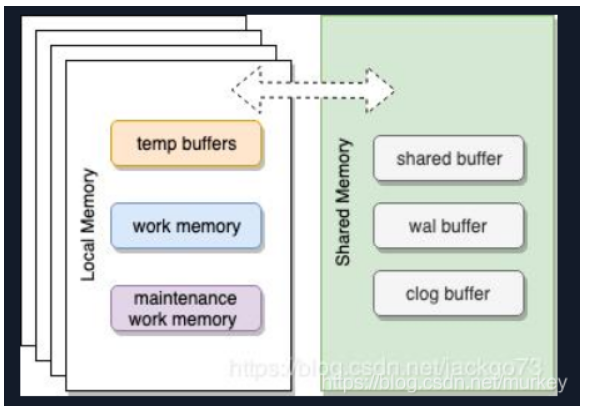 Local Memory
temp buffers
work memory
maintenance
work memory
Shared Memory
shared buffer
wal buffer
clog buffer
https://blog.csdn.net/jackgo73
https://blog.csdn.net/murkey